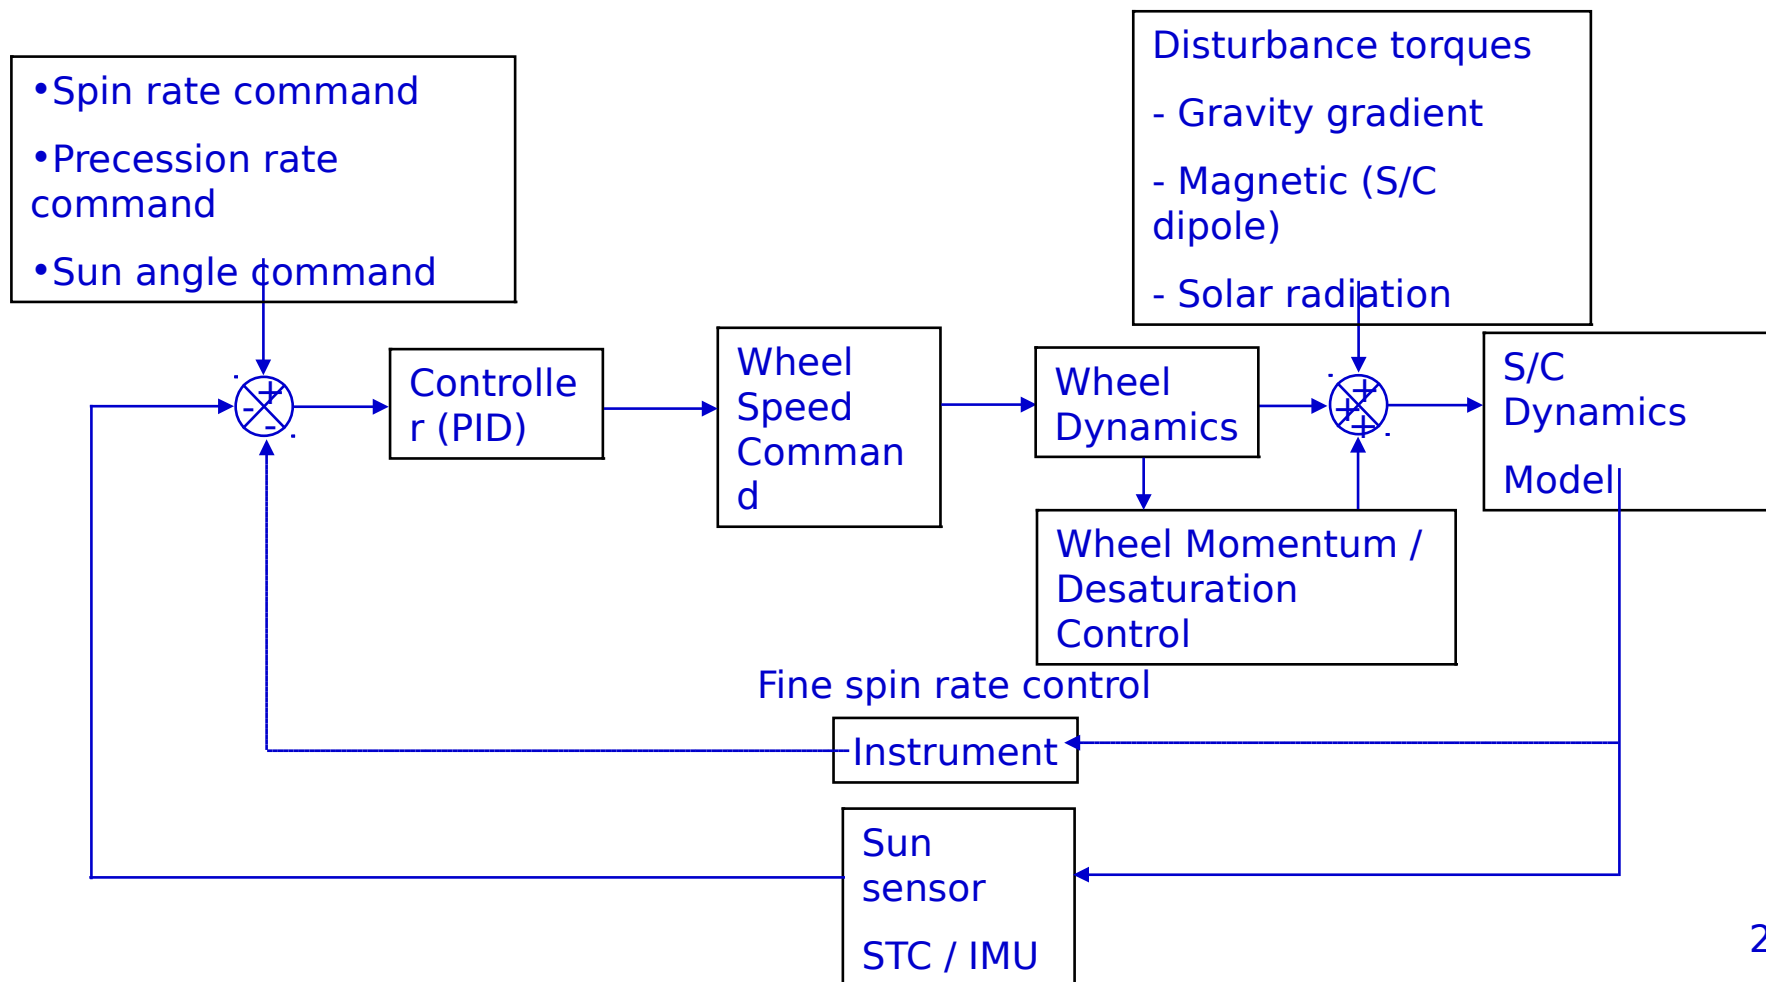 •Spin rate command
•Precession rate
command
•Sun angle command
Disturbance torques
- Gravity gradient
- Magnetic (S/C
dipole)
- Solar radiation
+
-
-
Controlle
r (PID)
Wheel
Speed
Comman
d
Wheel
Dynamics
+
+
+
S/C
Dynamics
Model
Wheel Momentum /
Desaturation
Control
Fine spin rate control
Instrument
Sun
sensor
STC / IMU
2